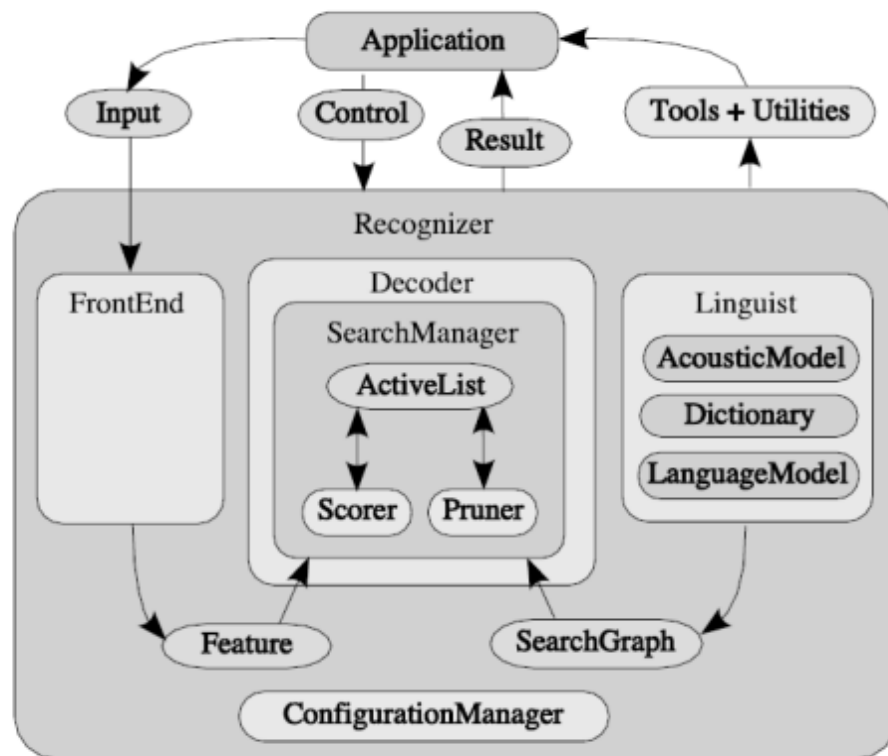 Application
Input
Control
Result
Tools + Utilities
Recognizer
FrontEnd
Decoder
SearchManager
ActiveList
Scorer
Pruner
Linguist
AcousticModel
Dictionary
LanguageModel
Feature
SearchGraph
ConfigurationManager